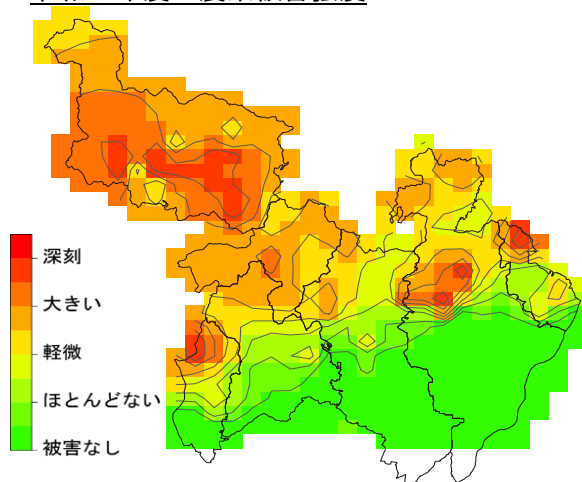 深刻
大きい
軽微
ほとんどない
被害なし